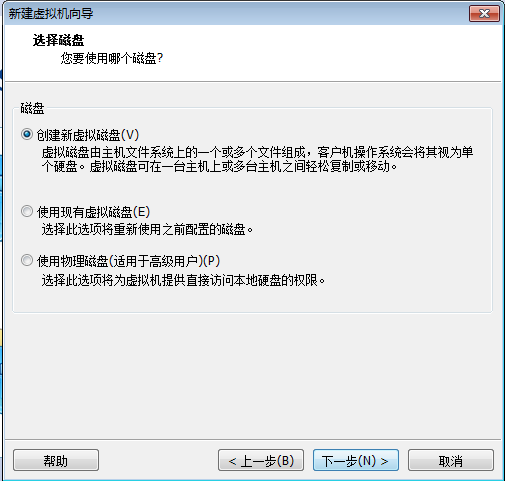 新建虚拟机向导
选择磁盘
您要使用哪个磁盘?
磁盘
创建新虚拟磁盘(V)
虚拟磁盘由主机文件系统上的一个或多个文件组成，客户机操作系统会将其视为单
个硬盘。虚拟磁盘可在一台主机上或多台主机之间轻松复制或移动。
使用现有虚拟磁盘(E)
选择此选项将重新使用之前配置的磁盘。
使用物理磁盘(适用于高级用户)(P)
选择此选项将为虚拟机提供直接访问本地硬盘的权限。
帮助
< 上一步(B)
下一步(N) >
取消